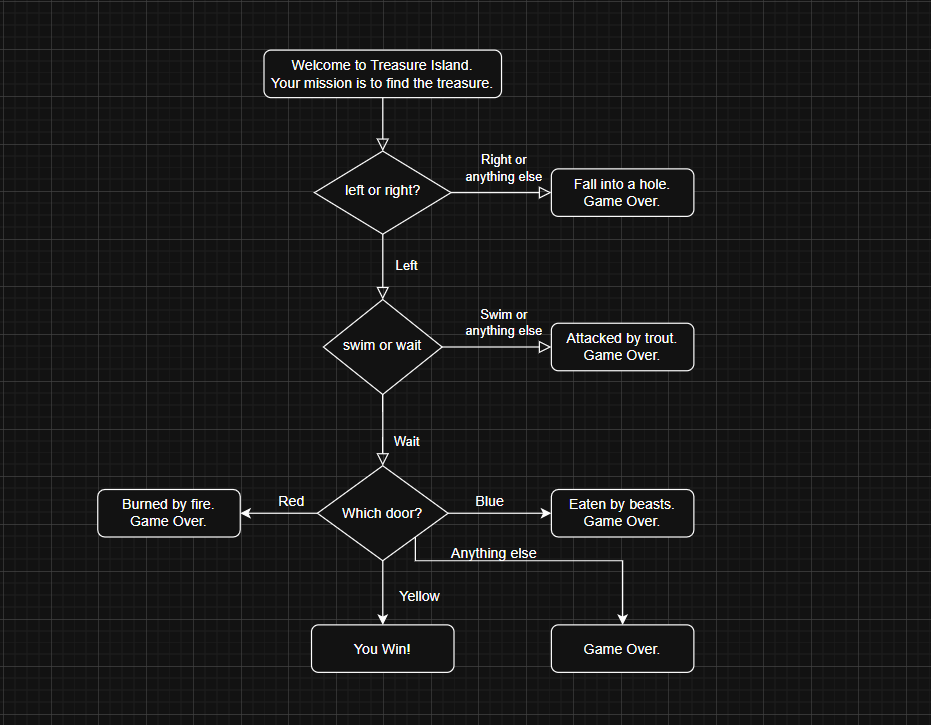 Welcome to Treasure Island.
Your mission is to find the treasure.
left or right?
Right or
anything else
Fall into a hole.
Game Over.
Left
swim or wait
Swim or
anything else
Attacked by trout.
Game Over.
Wait
Which door?
Red
Burned by fire.
Game Over.
Blue
Eaten by beasts.
Game Over.
Anything else
Yellow
You Win!
Game Over.